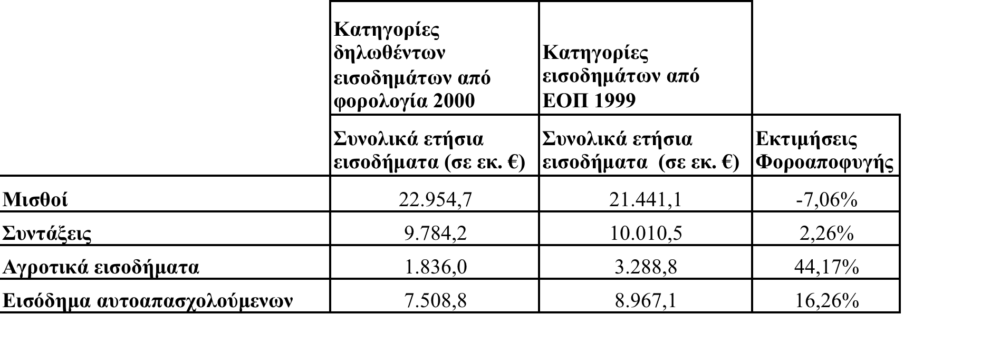 Κατηγορίες
δηλωθέντων
εισοδημάτων από
φορολογία 2000
Κατηγορίες
εισοδημάτων από
ΕΟΠ 1999
Συνολικά ετήσια
εισοδήματα (σε εκ. €)
Συνολικά ετήσια
εισοδήματα (σε εκ. €)
Εκτιμήσεις
Φοροαποφυγής
Μισθοί 22.954,7 21.441,1 -7,06%
Συντάξεις 9.784,2 10.010,5 2,26%
Αγροτικά εισοδήματα 1.836,0 3.288,8 44,17%
Εισόδημα αυτοαπασχολούμενων 7.508,8 8.967,1 16,26%